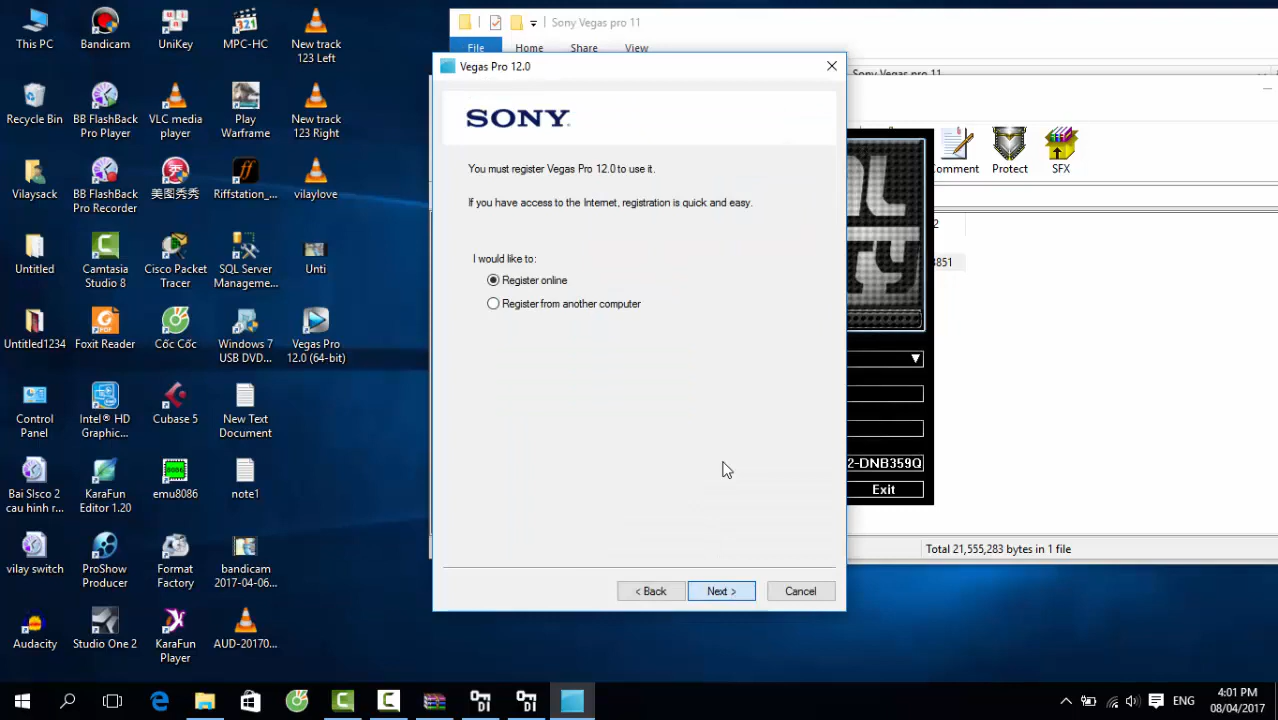 This PC
Bandicam
UniKey
MPC-HC
New track
123 Left
Recycle Bin
BB FlashBack
Pro Player
VLC media
player
Play
Warframe
New track
123 Right
Vilaysack
BB FlashBack
Pro Recorder
美图秀秀
Riffstation_...
vilaylove
Untitled
Camtasia
Studio 8
Cisco Packet
Tracer
SQL Server
Manageme...
Unti
Untitled1234
Foxit Reader
Cốc Cốc
Windows 7
USB DVD...
Vegas Pro
12.0 (64-bit)
Control
Panel
Intel® HD
Graphic...
Cubase 5
New Text
Document
Bai Slsco 2
cau hinh r...
KaraFun
Editor 1.20
emu8086
note1
vilay switch
ProShow
Producer
Format
Factory
bandicam
2017-04-06...
Audacity
Studio One 2
KaraFun
Player
AUD-20170...
Sony Vegas pro 11
File
Home
Share
View
Sony Vegas pro 11
Vegas Pro 12.0
SONY
You must register Vegas Pro 12.0 to use it.
If you have access to the Internet, registration is quick and easy.
I would like to:
Register online
Register from another computer
< Back
Next >
Cancel
Comment
Protect
SFX
2
3851
2-DNB359Q
Exit
Total 21,555,283 bytes in 1 file
ENG
4:01 PM
08/04/2017